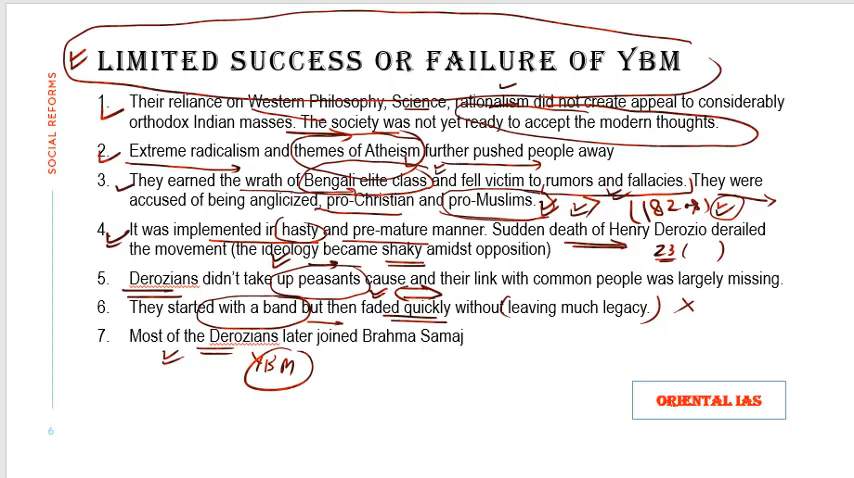 LIMITED SUCCESS OR FAILURE OF YBM
SOCIAL REFORMS
1. Their reliance on Western Philosophy, Science, rationalism did not create appeal to considerably
orthodox Indian masses. The society was not yet ready to accept the modern thoughts.
2. Extreme radicalism and themes of Atheism further pushed people away
3. They earned the wrath of Bengali elite class and fell victim to rumors and fallacies. They were
accused of being anglicized, pro-Christian and pro-Muslims.
4. It was implemented in hasty and pre-mature manner. Sudden death of Henry Derozio derailed
the movement (the ideology became shaky amidst opposition)
23 ( )
5. Derozians didn't take up peasants cause and their link with common people was largely missing.
6. They started with a band but then faded quickly without leaving much legacy.
7. Most of the Derozians later joined Brahma Samaj
YBM
ORIENTAL IAS
6